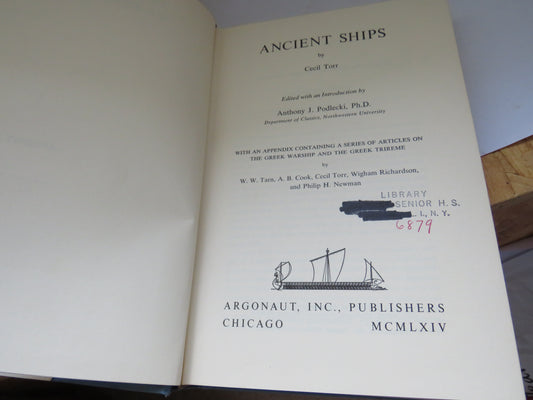 ANCIENT SHIPS
by
Cecil Torr
Edited with an Introduction by
Anthony J. Podlecki, Ph.D.
Department of Classics, Northwestern University
WITH AN APPENDIX CONTAINING A SERIES OF ARTICLES ON
THE GREEK WARSHIP AND THE GREEK TRIREME
by
W. W. Tarn, A. B. Cook, Cecil Torr, Wigham Richardson,
and Philip H. Newman
LIBRARY
SENIOR H. S.
L. I., N. Y.
6879
ARGONAUT, INC., PUBLISHERS
CHICAGO MCMLXIV